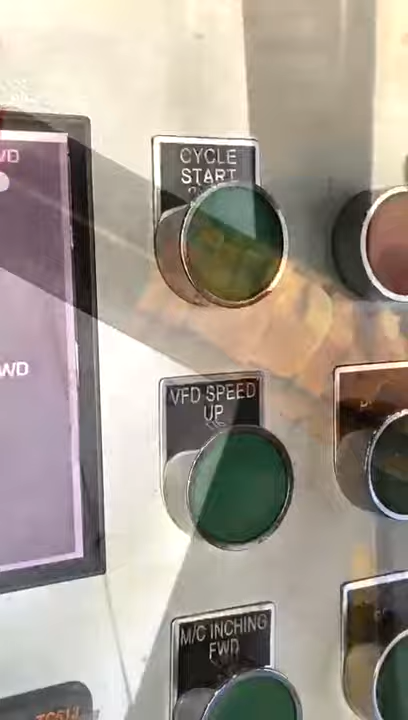 WD
CYCLE
START
VFD SPEED
UP
WD
M/C INCHING
FWD